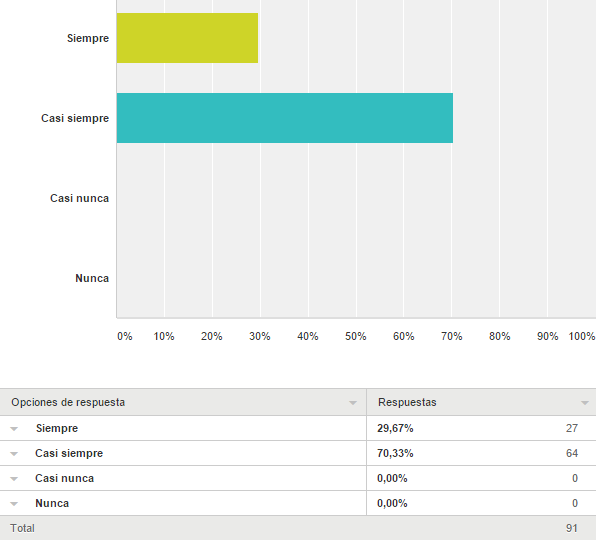 Siempre
Casi siempre
Casi nunca
Nunca
0% 10% 20% 30% 40% 50% 60% 70% 80% 90% 100%
Opciones de respuesta Respuestas
Siempre 29,67% 27
Casi siempre 70,33% 64
Casi nunca 0,00% 0
Nunca 0,00% 0
Total 91